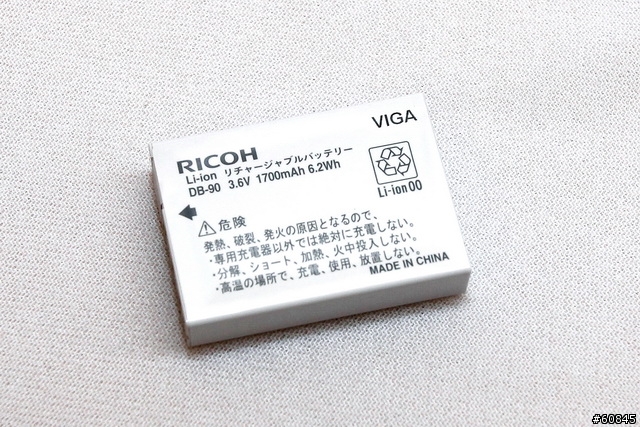 VIGA
RICOH
Li-ion リチャージャブルバッテリー
DB-90 3.6V 1700mAh 6.2Wh
Li-ion 00
危険
発熱、破裂、発火の原因となるので、
・専用充電器以外では絶対に充電しない。
・分解、ショート、加熱、火中投入しない。
・高温の場所で、充電、使用、放置しない。
MADE IN CHINA
#60845